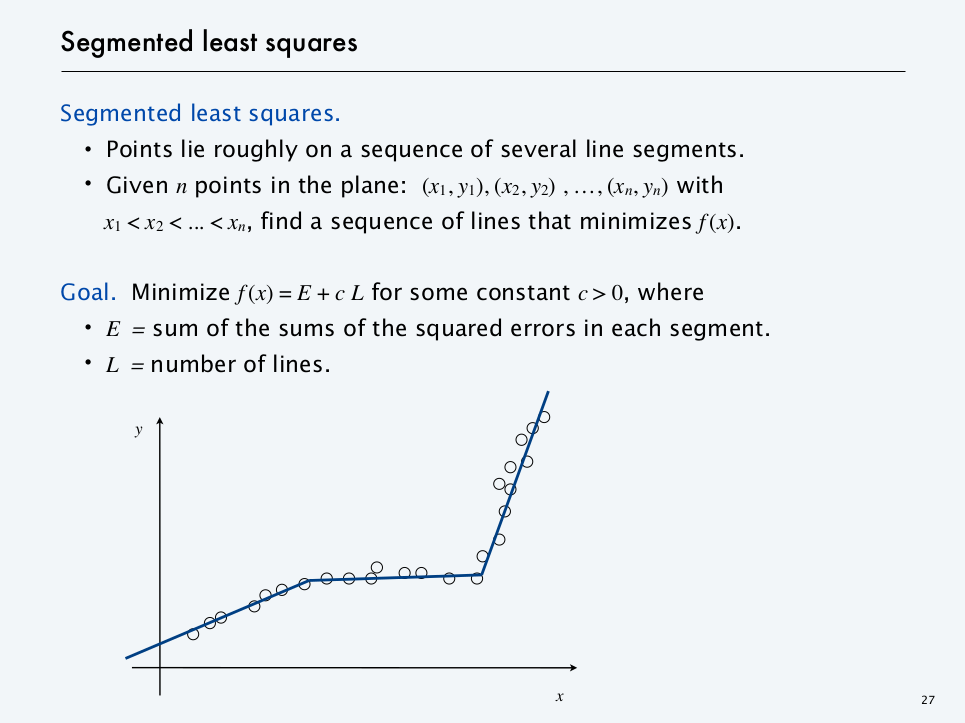 Segmented least squares
Segmented least squares.
• Points lie roughly on a sequence of several line segments.
• Given n points in the plane: (x1, y1), (x2, y2) , …, (xn, yn) with
x1 < x2 < ... < xn, find a sequence of lines that minimizes f (x).
Goal. Minimize f (x) = E + c L for some constant c > 0, where
• E = sum of the sums of the squared errors in each segment.
• L = number of lines.
y
x
27